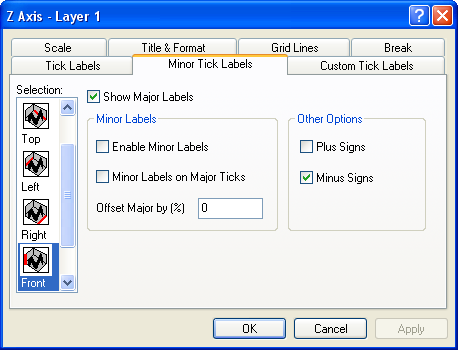 Z Axis - Layer 1
Scale Title & Format Grid Lines Break
Tick Labels Minor Tick Labels Custom Tick Labels
Selection:
Top
Left
Right
Front
Show Major Labels
Minor Labels
Enable Minor Labels
Minor Labels on Major Ticks
Offset Major by (%) 0
Other Options
Plus Signs
Minus Signs
OK Cancel Apply